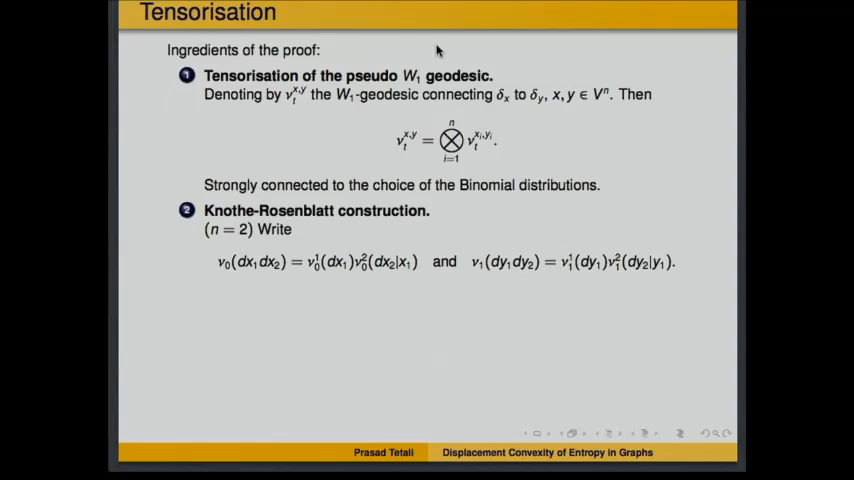 Tensorisation
Ingredients of the proof:
1 Tensorisation of the pseudo W₁ geodesic.
Denoting by ν_t^{x,y} the W₁-geodesic connecting δ_x to δ_y, x, y ∈ Vⁿ. Then
ν_t^{x,y} = ⨂_{i=1}^{n} ν_t^{x_i,y_i}.
Strongly connected to the choice of the Binomial distributions.
2 Knothe-Rosenblatt construction.
(n = 2) Write
ν₀(dx₁dx₂) = ν₀¹(dx₁)ν₀²(dx₂|x₁) and ν₁(dy₁dy₂) = ν₁¹(dy₁)ν₁²(dy₂|y₁).
Prasad Tetali Displacement Convexity of Entropy in Graphs